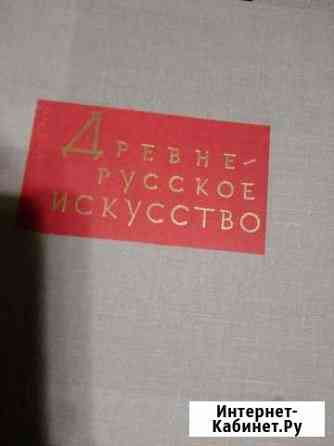 ДРЕВНЕ-
РУССКОЕ
ИСКУССТВО
Интернет-
Кабинет.Ру